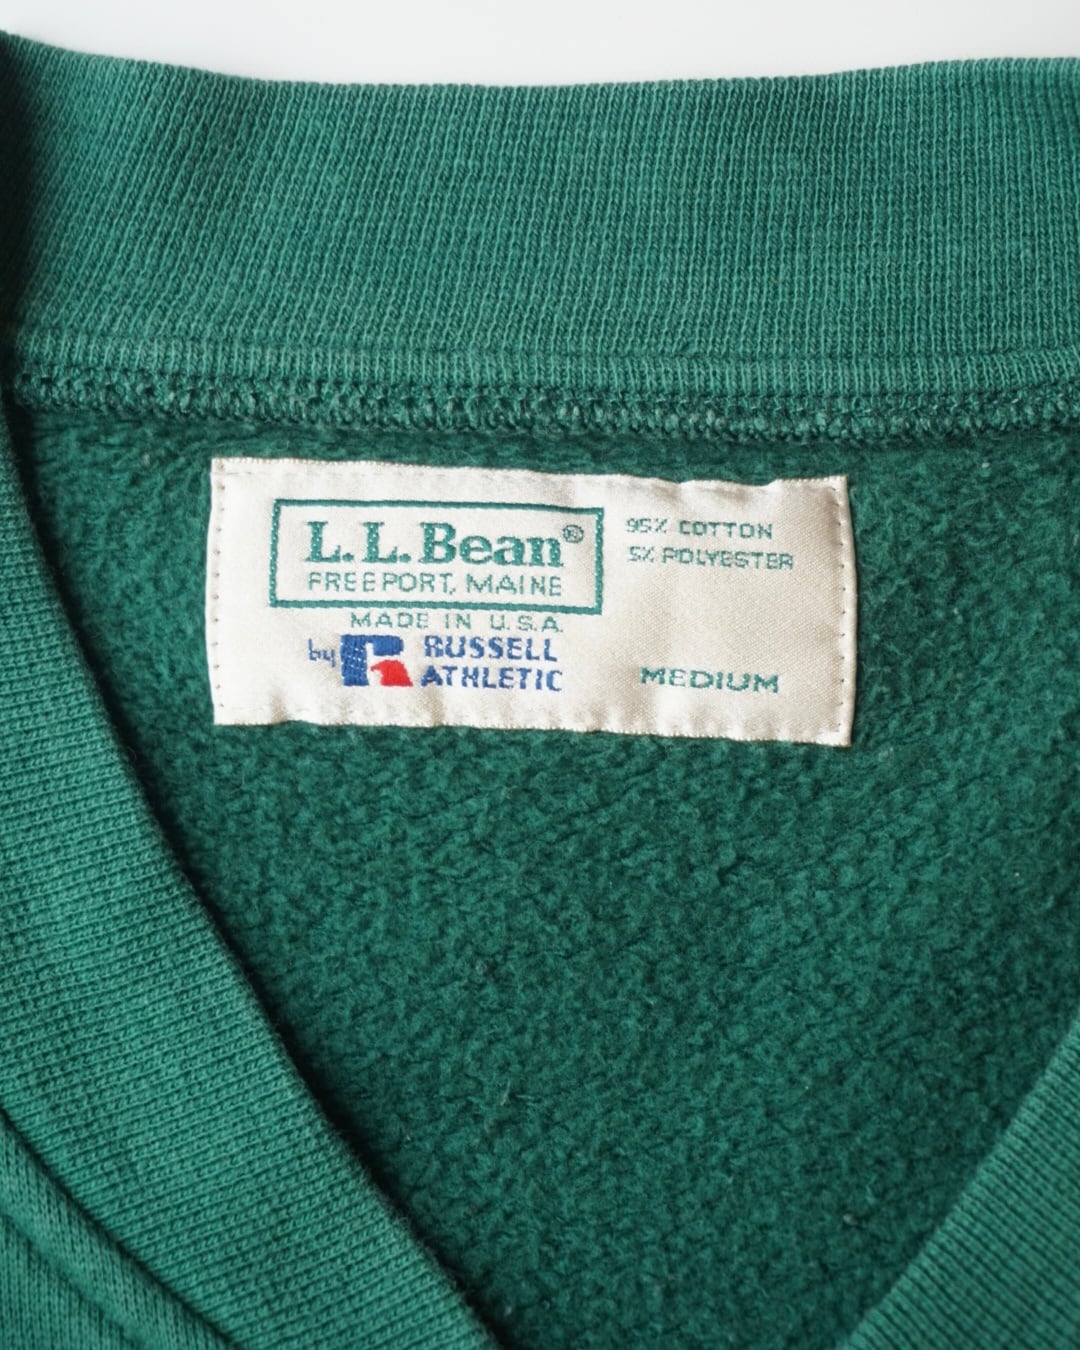 L.L.Bean®
FREEPORT, MAINE
MADE IN U.S.A.
by RUSSELL
ATHLETIC
95% COTTON
5% POLYESTER
MEDIUM